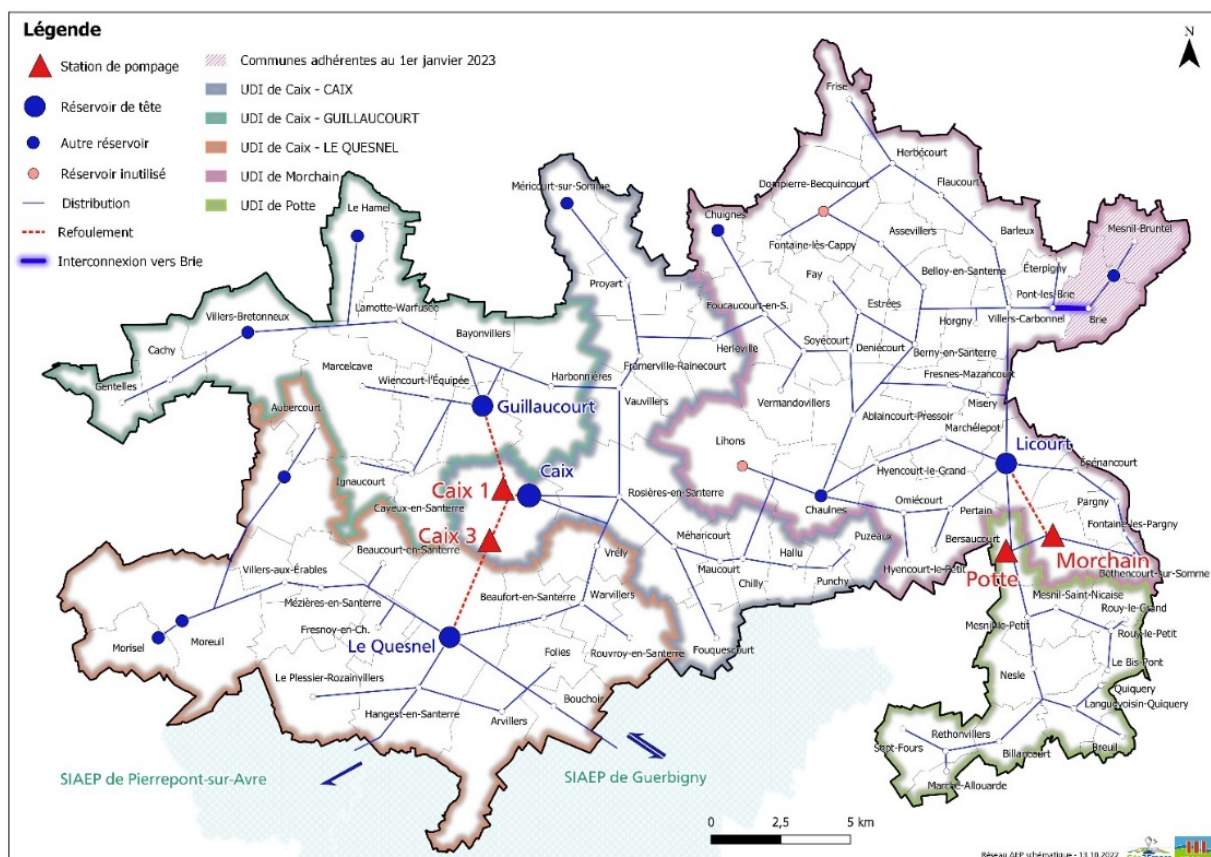 Légende
Station de pompage
Réservoir de tête
Autre réservoir
Réservoir inutilisé
Distribution
Refoulement
Interconnexion vers Brie
Communes adhérentes au 1er janvier 2023
UDI de Caix - CAIX
UDI de Caix - GUILLAUCOURT
UDI de Caix - LE QUESNEL
UDI de Morchain
UDI de Potte
N
Frise
Herbécourt
Méricourt-sur-Somme
Dompierre-Becquincourt
Flaucourt
Le Hamel
Chuignes
Mesnil-Bruntel
Fontaine-lès-Cappy
Assevillers
Barleux
Proyart
Fay
Belloy-en-Santerre
Éterpigny
Pont-les-Brie
Villers-Bretonneux
Lamotte-Warfusée
Foucaucourt-en-S.
Estrées
Horgny
Villers-Carbonnel
Brie
Bayonvillers
Cachy
Herleville
Soyécourt
Deniécourt
Berny-en-Santerre
Framerville-Rainecourt
Marcelcave
Wiencourt-l'Équipée
Harbonnières
Fresnes-Mazancourt
Gentelles
Vauvillers
Vermandovillers
Misery
Guillaucourt
Aubercourt
Ablaincourt-Pressoir
Marchélepot
Lihons
Licourt
Hyencourt-le-Grand
Épénancourt
Caix
Ignaucourt
Caix 1
Rosières-en-Santerre
Chaulnes
Omiécourt
Pargny
Cayeux-en-Santerre
Pertain
Fontaine-les-Pargny
Caix 3
Méharicourt
Puzeaux
Bersaucourt
Beaucourt-en-Santerre
Vrély
Hallu
Morchain
Maucourt
Hyencourt-le-Petit
Potte
Béthencourt-sur-Somme
Villers-aux-Érables
Chilly
Punchy
Beaufort-en-Santerre
Warvillers
Mesnil-Saint-Nicaise
Mézières-en-Santerre
Rouy-le-Grand
Fresnoy-en-Ch.
Mesnil-le-Petit
Rouy-le-Petit
Morisel
Moreuil
Le Quesnel
Rouvroy-en-Santerre
Fouquescourt
Folies
Le Bis-Pont
Le Plessier-Rozainvillers
Nesle
Bouchoir
Quiquery
Hangest-en-Santerre
Arvillers
Languevoisin-Quiquery
Rethonvillers
Sept-Fours
Billancourt
Breuil
SIAEP de Pierrepont-sur-Avre
SIAEP de Guerbigny
Marche-Allouarde
0 2,5 5 km
Réseau AEP schématique - 13.10.2022